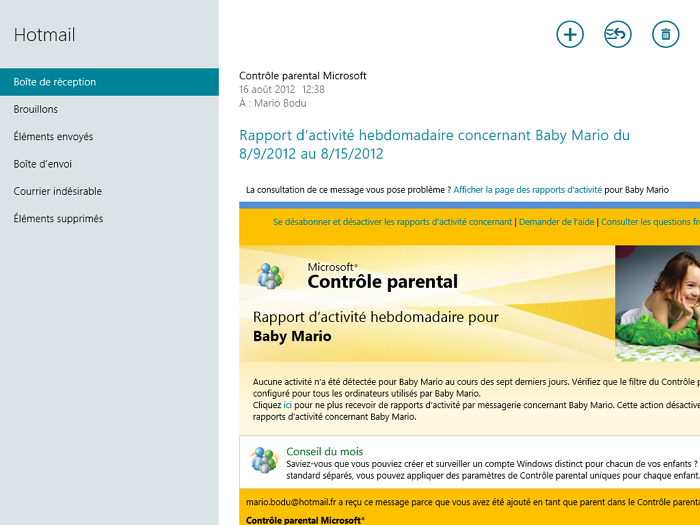 Hotmail
Boîte de réception
Brouillons
Éléments envoyés
Boîte d'envoi
Courrier indésirable
Éléments supprimés
Contrôle parental Microsoft
16 août 2012 12:38
À : Mario Bodu
Rapport d'activité hebdomadaire concernant Baby Mario du
8/9/2012 au 8/15/2012
La consultation de ce message vous pose problème ? Afficher la page des rapports d'activité pour Baby Mario
Se désabonner et désactiver les rapports d'activité concernant | Demander de l'aide | Consulter les questions
Microsoft®
Contrôle parental
Rapport d'activité hebdomadaire pour
Baby Mario
Aucune activité n'a été détectée pour Baby Mario au cours des sept derniers jours. Vérifiez que le filtre du Contrôle
configuré pour tous les ordinateurs utilisés par Baby Mario.
Cliquez ici pour ne plus recevoir de rapports d'activité par messagerie concernant Baby Mario. Cette action désactive
rapports d'activité concernant Baby Mario.
Conseil du mois
Saviez-vous que vous pouviez créer et surveiller un compte Windows distinct pour chacun de vos enfants ?
standard séparés, vous pouvez appliquer des paramètres de Contrôle parental uniques pour chaque enfant.
mario.bodu@hotmail.fr a reçu ce message parce que vous avez été ajouté en tant que parent dans le Contrôle
Contrôle parental Microsoft®